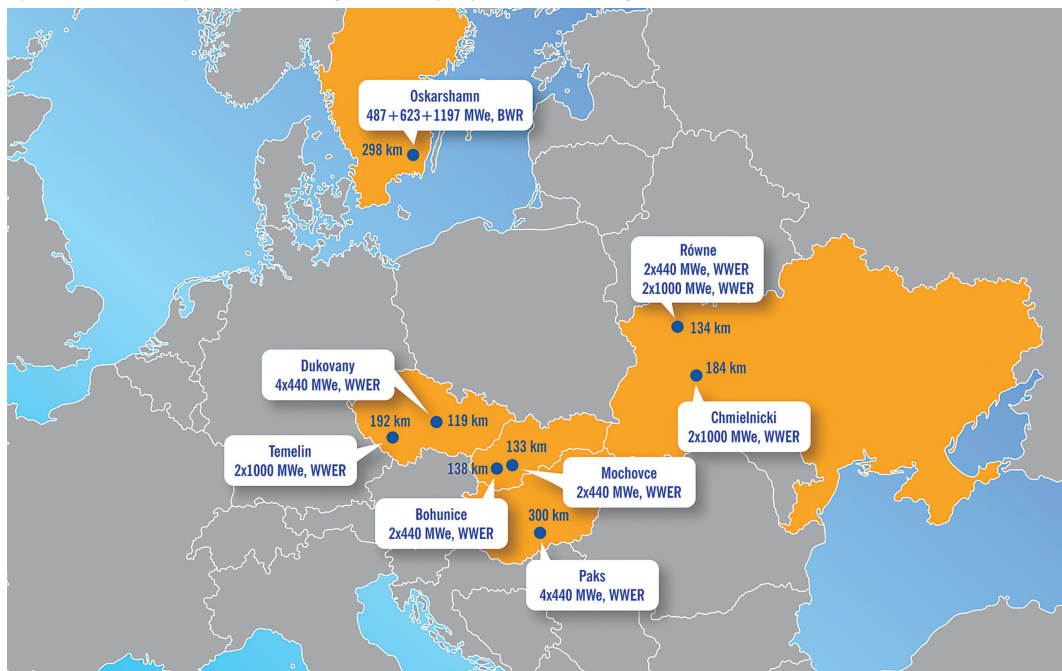 Oskarshamn
487+623+1197 MWe, BWR
298 km
Równe
2x440 MWe, WWER
2x1000 MWe, WWER
134 km
184 km
Chmielnicki
2x1000 MWe, WWER
Dukovany
4x440 MWe, WWER
119 km
192 km
Temelin
2x1000 MWe, WWER
133 km
138 km
Mochovce
2x440 MWe, WWER
Bohunice
2x440 MWe, WWER
300 km
Paks
4x440 MWe, WWER